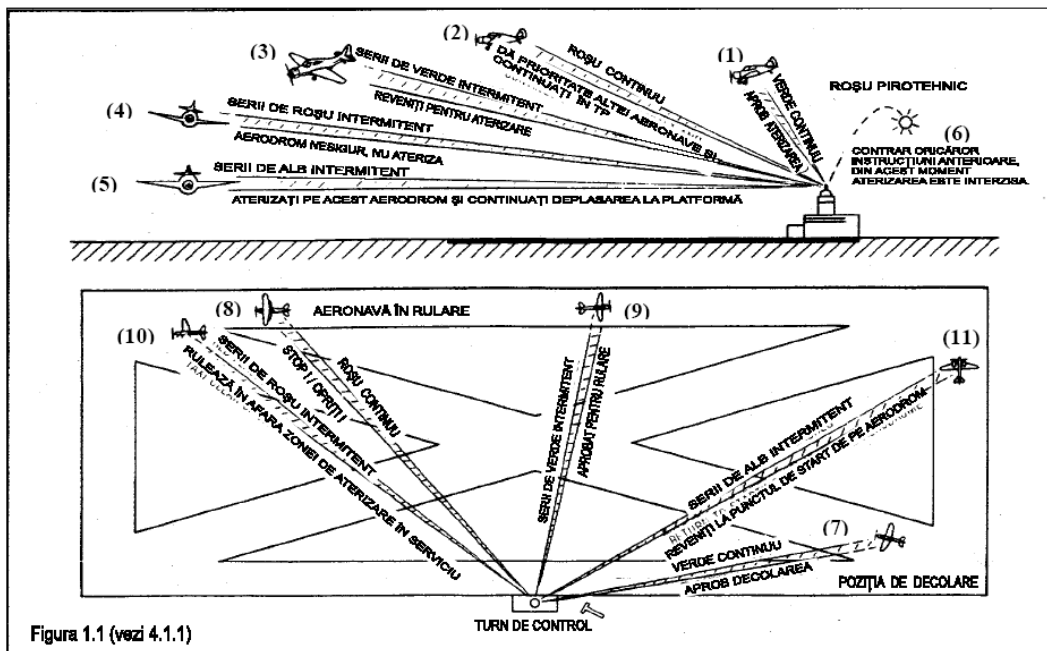 (1)
VERDE CONTINUU
APROB ATERIZAREA
(2)
ROŞU CONTINUU
DĂ PRIORITATE ALTEI AERONAVE ŞI
CONTINUAŢI ÎN TP
(3)
SERII DE VERDE INTERMITENT
REVENIŢI PENTRU ATERIZARE
(4)
SERII DE ROŞU INTERMITENT
AERODROM NESIGUR, NU ATERIZA
(5)
SERII DE ALB INTERMITENT
ATERIZAŢI PE ACEST AERODROM ŞI CONTINUAŢI DEPLASAREA LA PLATFORMĂ
ROŞU PIROTEHNIC
(6)
CONTRAR ORICĂROR
INSTRUCŢIUNI ANTERIOARE,
DIN ACEST MOMENT
ATERIZAREA ESTE INTERZISA.
(8)
AERONAVĂ ÎN RULARE
ROŞU CONTINUU
STOP ! / OPRIŢI !
(9)
SERII DE VERDE INTERMITENT
APROBAT PENTRU RULARE
(10)
SERII DE ROŞU INTERMITENT
RULEAZĂ ÎN AFARA ZONEI DE ATERIZARE ÎN SERVICIU
(11)
SERII DE ALB INTERMITENT
REVENIŢI LA PUNCTUL DE START DE PE AERODROM
(7)
VERDE CONTINUU
APROB DECOLAREA
POZIŢIA DE DECOLARE
TURN DE CONTROL
Figura 1.1 (vezi 4.1.1)